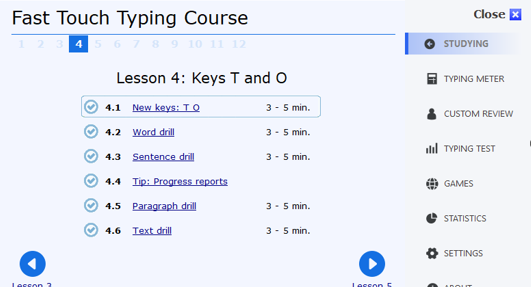 Fast Touch Typing Course
Close
1 2 3 4 5 6 7 8 9 10 11 12
STUDYING
Lesson 4: Keys T and O
TYPING METER
4.1 New keys: T O 3 - 5 min.
CUSTOM REVIEW
4.2 Word drill 3 - 5 min.
TYPING TEST
4.3 Sentence drill 3 - 5 min.
4.4 Tip: Progress reports
GAMES
4.5 Paragraph drill 3 - 5 min.
STATISTICS
4.6 Text drill 3 - 5 min.
SETTINGS
Lesson 3
Lesson 5
ABOUT